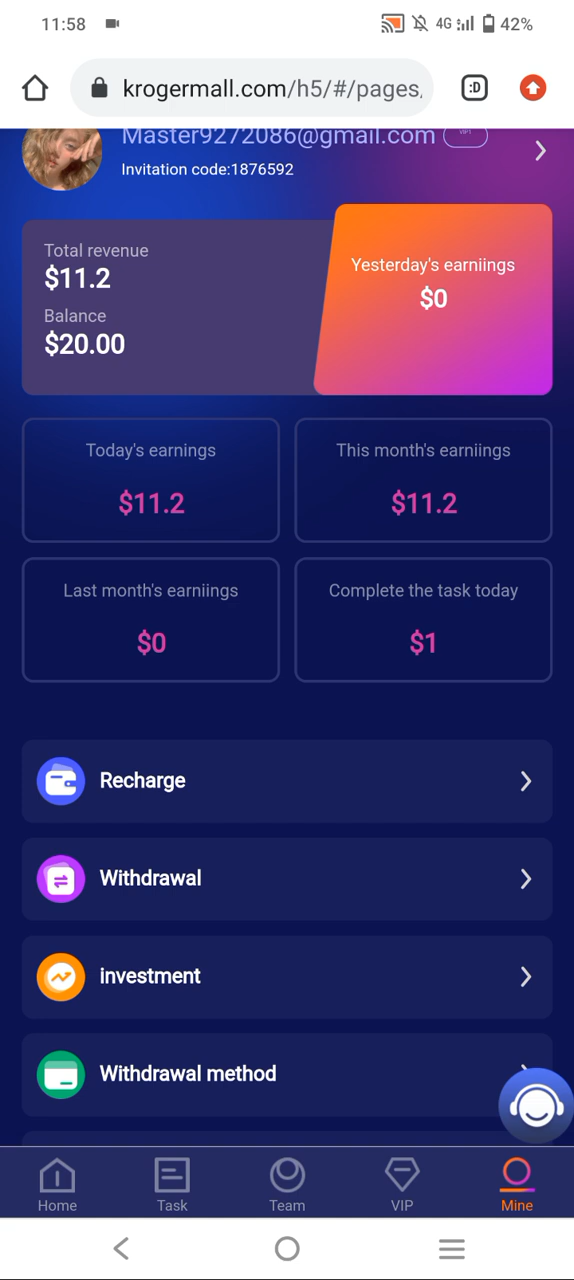 11:58
4G
42%
krogermall.com/h5/#/pages,
:D
Master9272086@gmail.com
VIP1
Invitation code:1876592
Total revenue
$11.2
Balance
$20.00
Yesterday's earniings
$0
Today's earnings
$11.2
This month's earniings
$11.2
Last month's earniings
$0
Complete the task today
$1
Recharge
Withdrawal
investment
Withdrawal method
Home
Task
Team
VIP
Mine